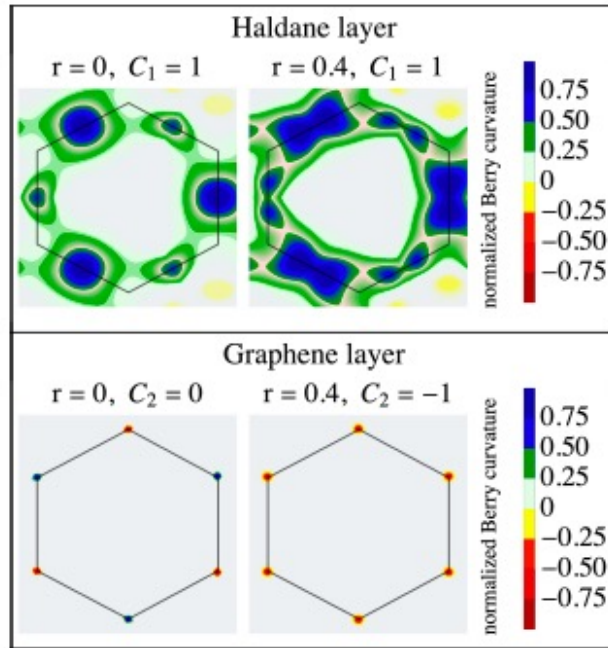 Haldane layer
r = 0, C₁ = 1
r = 0.4, C₁ = 1
normalized Berry curvature
0.75
0.50
0.25
0
−0.25
−0.50
−0.75
Graphene layer
r = 0, C₂ = 0
r = 0.4, C₂ = −1
normalized Berry curvature
0.75
0.50
0.25
0
−0.25
−0.50
−0.75